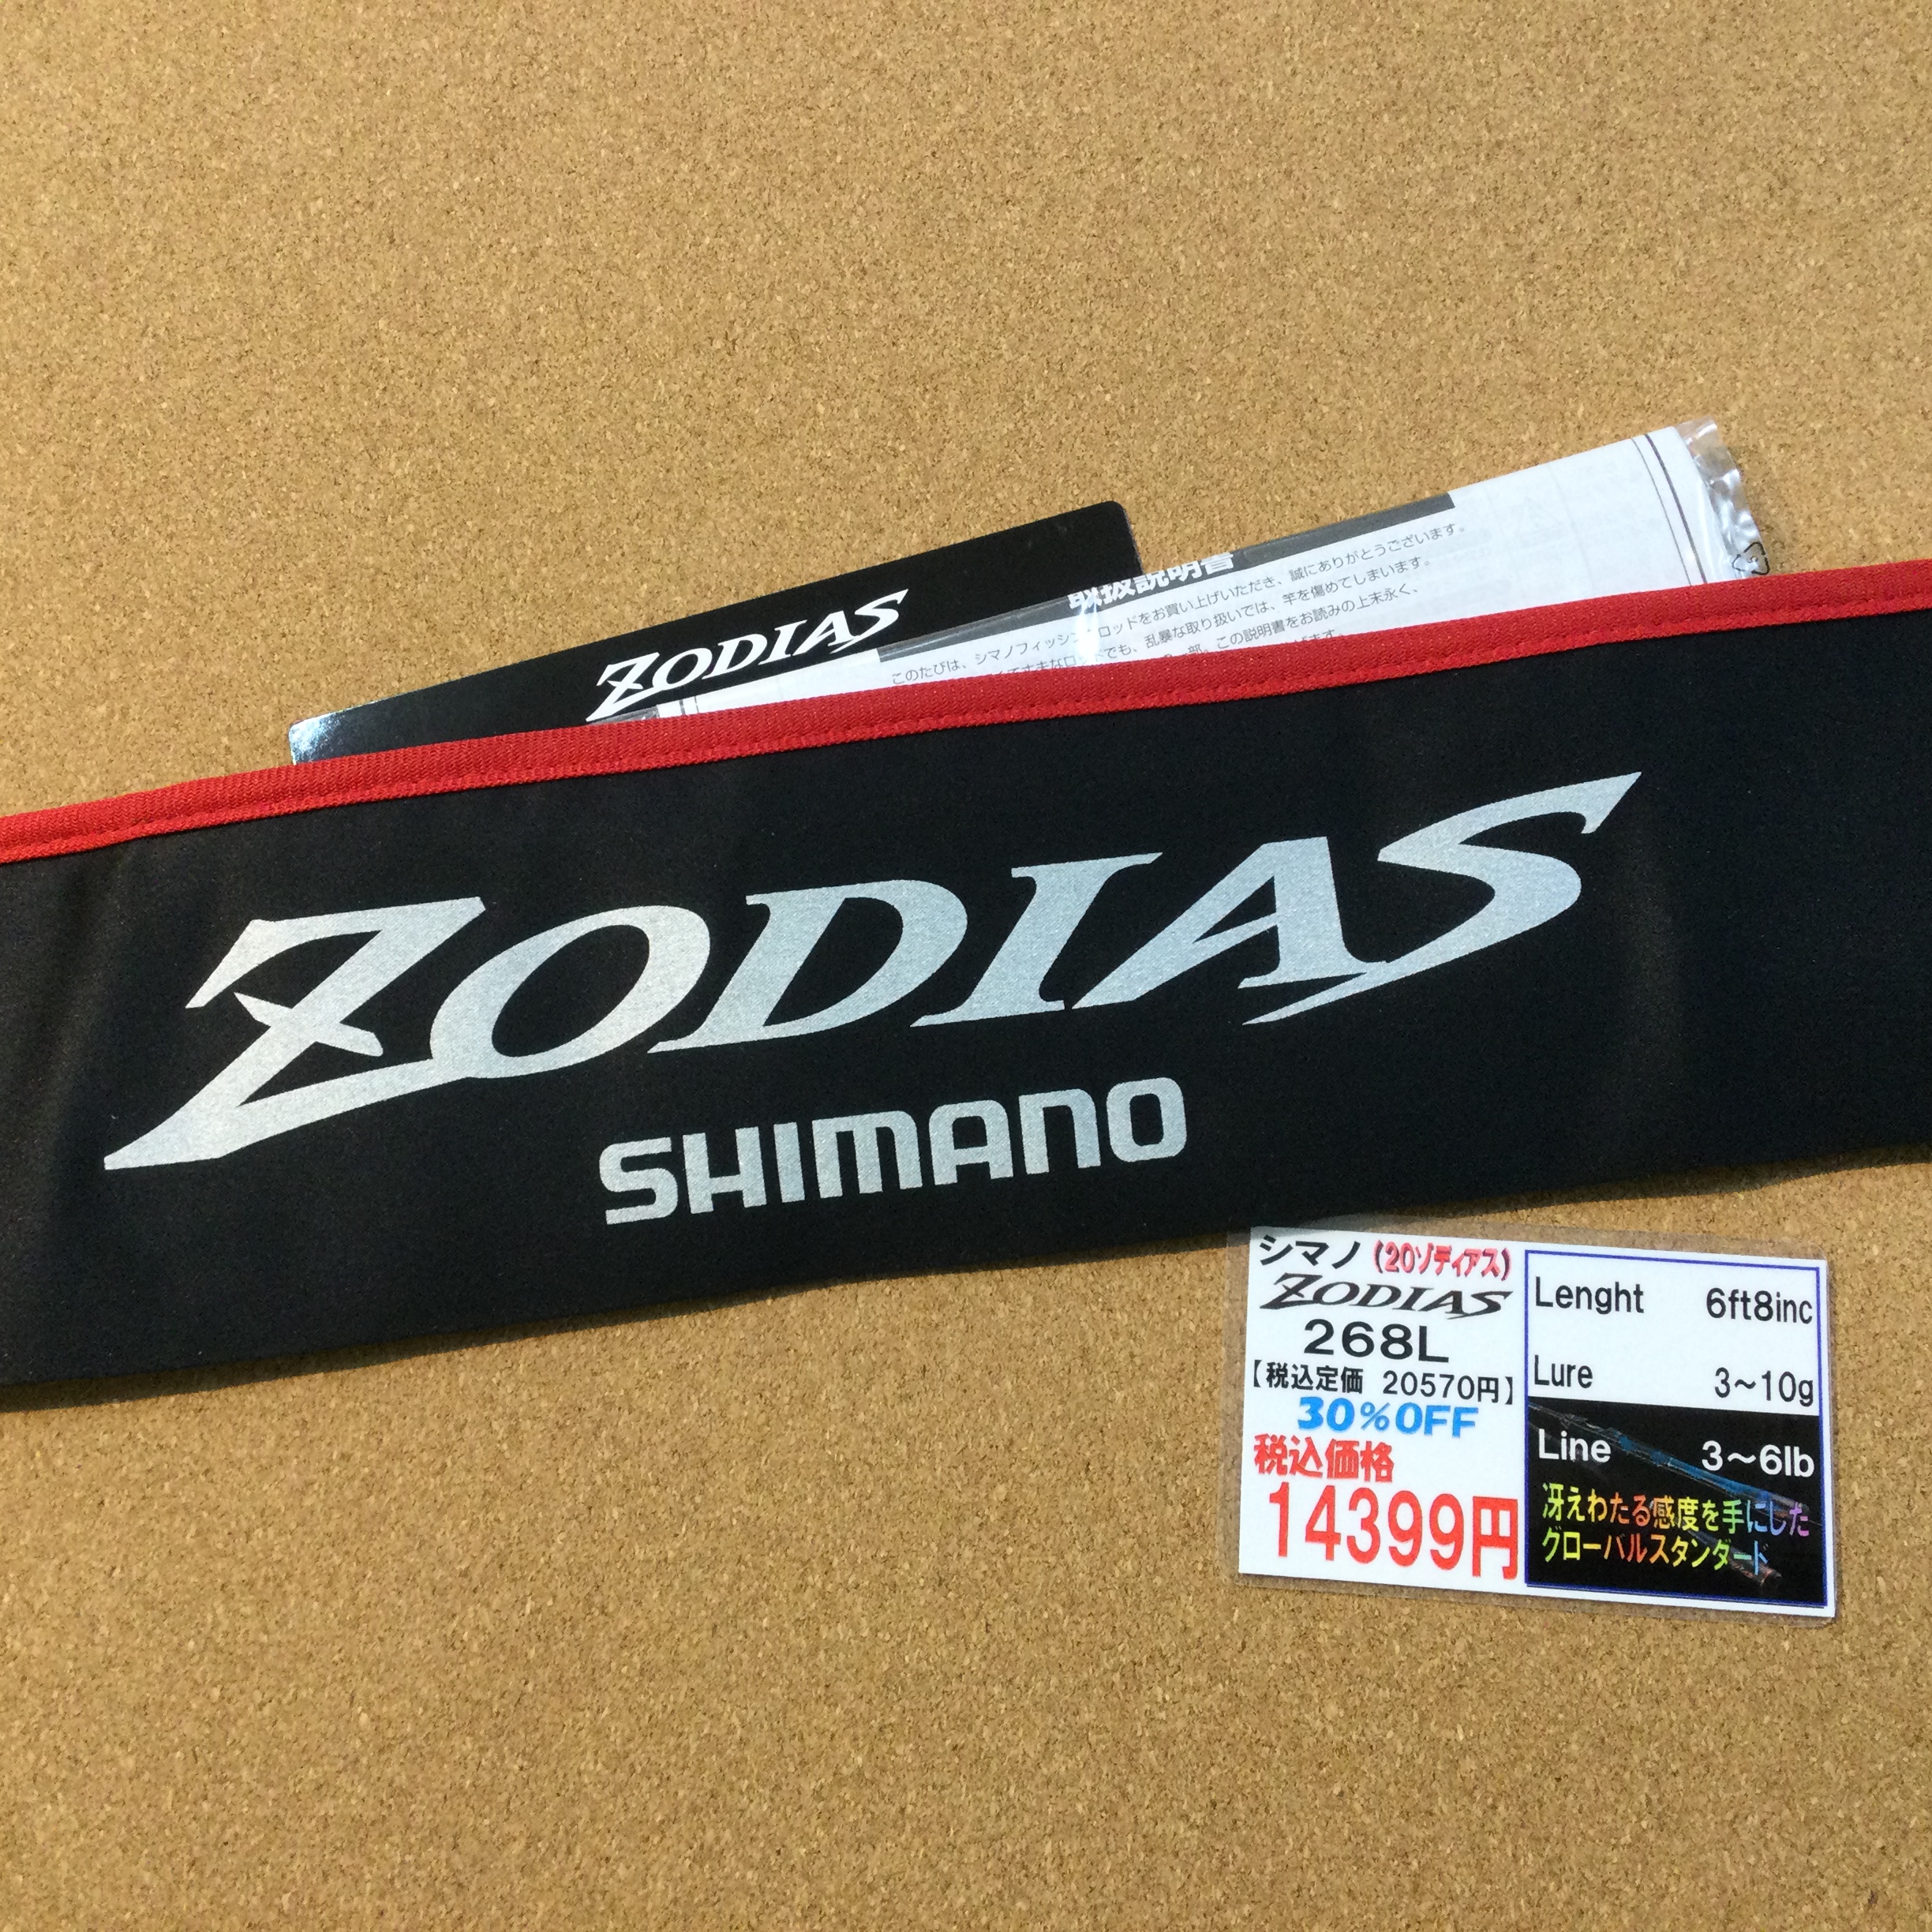 ZODIAS
取扱説明書
このたびは、シマノフィッシングロッドをお買い上げいただき、誠にありがとうございます。
でも、乱暴な取り扱いでは、竿を傷めてしまいます。
この説明書をお読みの上末永く、
ZODIAS
SHIMANO
シマノ (20ゾディアス)
ZODIAS
268L
【税込定価 20570円】
30%OFF
税込価格
14399円
Lenght 6ft8inc
Lure 3~10g
Line 3~6lb
冴えわたる感度を手にした
グローバルスタンダード